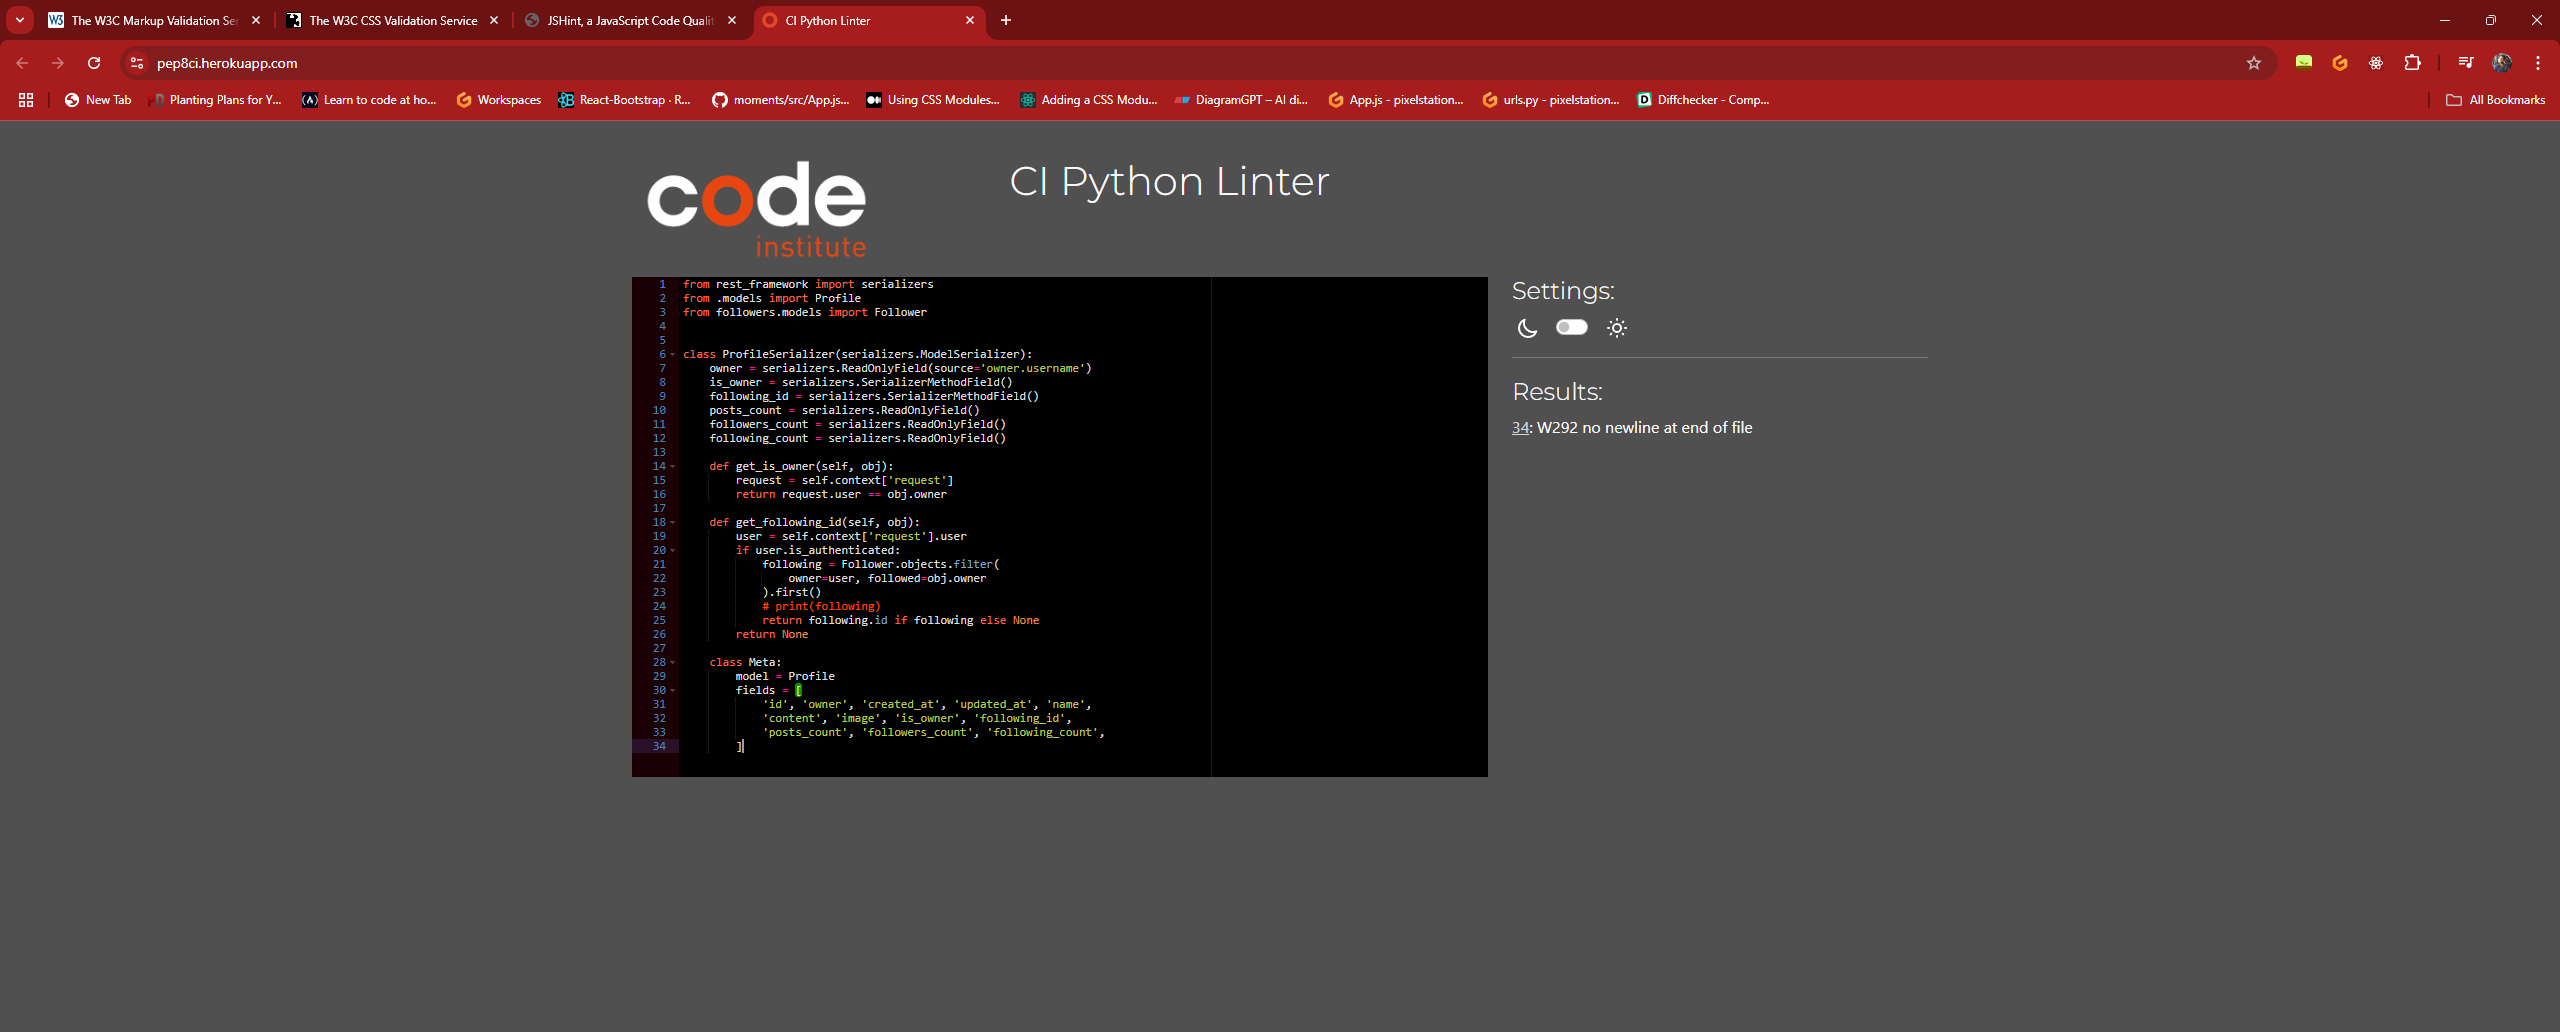 The W3C Markup Validation Se
The W3C CSS Validation Service
JSHint, a JavaScript Code Qualit
CI Python Linter
pep8ci.herokuapp.com
New Tab
Planting Plans for Y...
Learn to code at ho...
Workspaces
React-Bootstrap · R...
moments/src/App.js...
Using CSS Modules...
Adding a CSS Modu...
DiagramGPT – AI di...
App.js - pixelstation...
urls.py - pixelstation...
Diffchecker - Comp...
All Bookmarks
code
institute
CI Python Linter
1 from rest_framework import serializers
2 from .models import Profile
3 from followers.models import Follower
4
5
6 class ProfileSerializer(serializers.ModelSerializer):
7     owner = serializers.ReadOnlyField(source='owner.username')
8     is_owner = serializers.SerializerMethodField()
9     following_id = serializers.SerializerMethodField()
10     posts_count = serializers.ReadOnlyField()
11     followers_count = serializers.ReadOnlyField()
12     following_count = serializers.ReadOnlyField()
13
14     def get_is_owner(self, obj):
15         request = self.context['request']
16         return request.user == obj.owner
17
18     def get_following_id(self, obj):
19         user = self.context['request'].user
20         if user.is_authenticated:
21             following = Follower.objects.filter(
22                 owner=user, followed=obj.owner
23             ).first()
24             # print(following)
25             return following.id if following else None
26         return None
27
28     class Meta:
29         model = Profile
30         fields = [
31             'id', 'owner', 'created_at', 'updated_at', 'name',
32             'content', 'image', 'is_owner', 'following_id',
33             'posts_count', 'followers_count', 'following_count',
34         ]
Settings:
Results:
34: W292 no newline at end of file